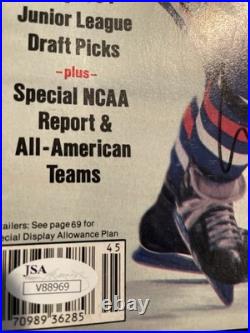 Junior League
Draft Picks
-plus-
Special NCAA
Report &
All-American
Teams
ailers: See page 69 for
ecial Display Allowance Plan
45
JSA
V88969
70989 36285